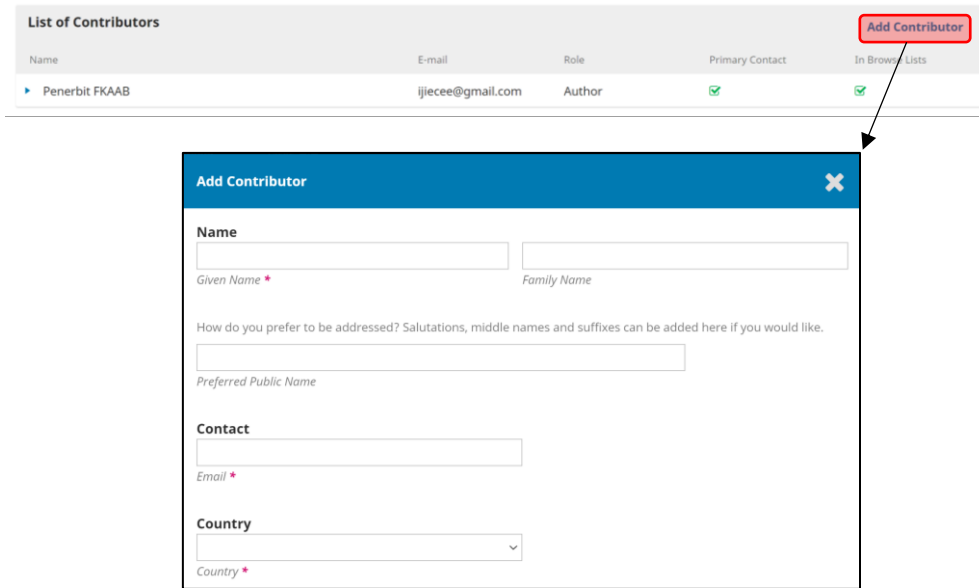 List of Contributors Add Contributor
Name E-mail Role Primary Contact In Browse Lists
Penerbit FKAAB ijiecee@gmail.com Author
Add Contributor
Name
Given Name * Family Name
How do you prefer to be addressed? Salutations, middle names and suffixes can be added here if you would like.
Preferred Public Name
Contact
Email *
Country
Country *